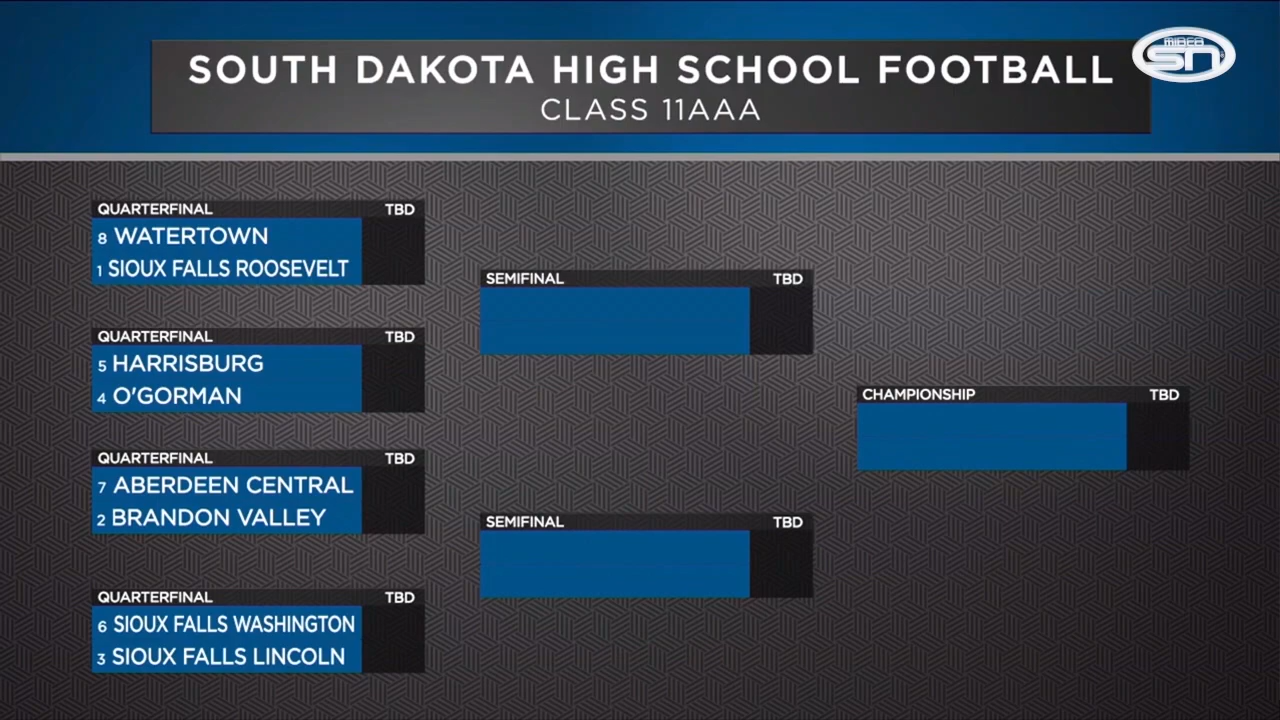 SOUTH DAKOTA HIGH SCHOOL FOOTBALL
CLASS 11AAA
MIDCO
SN
QUARTERFINAL TBD
8 WATERTOWN
1 SIOUX FALLS ROOSEVELT
QUARTERFINAL TBD
5 HARRISBURG
4 O'GORMAN
QUARTERFINAL TBD
7 ABERDEEN CENTRAL
2 BRANDON VALLEY
QUARTERFINAL TBD
6 SIOUX FALLS WASHINGTON
3 SIOUX FALLS LINCOLN
SEMIFINAL TBD
SEMIFINAL TBD
CHAMPIONSHIP TBD